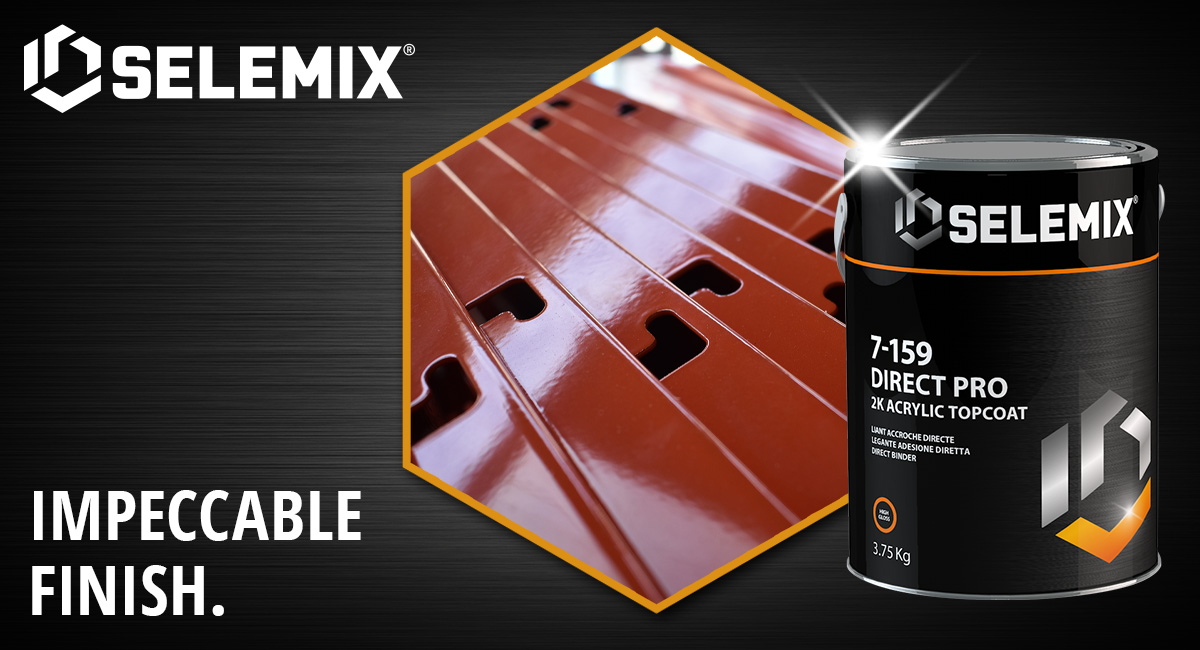 SELEMIX®
IMPECCABLE
FINISH.
SELEMIX®
7-159
DIRECT PRO
2K ACRYLIC TOPCOAT
LIANT ACCROCHE DIRECTE
LEGANTE ADESIONE DIRETTA
DIRECT BINDER
HIGH
GLOSS
3.75 Kg